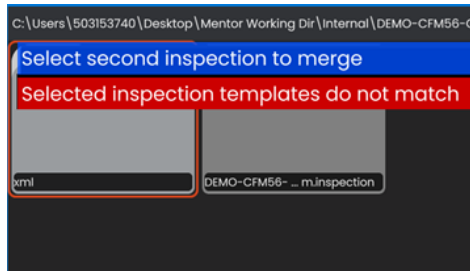 C:\Users\503153740\Desktop\Mentor Working Dir\Internal\DEMO-CFM56-
Select second inspection to merge
Selected inspection templates do not match
xml
DEMO-CFM56- ... m.inspection